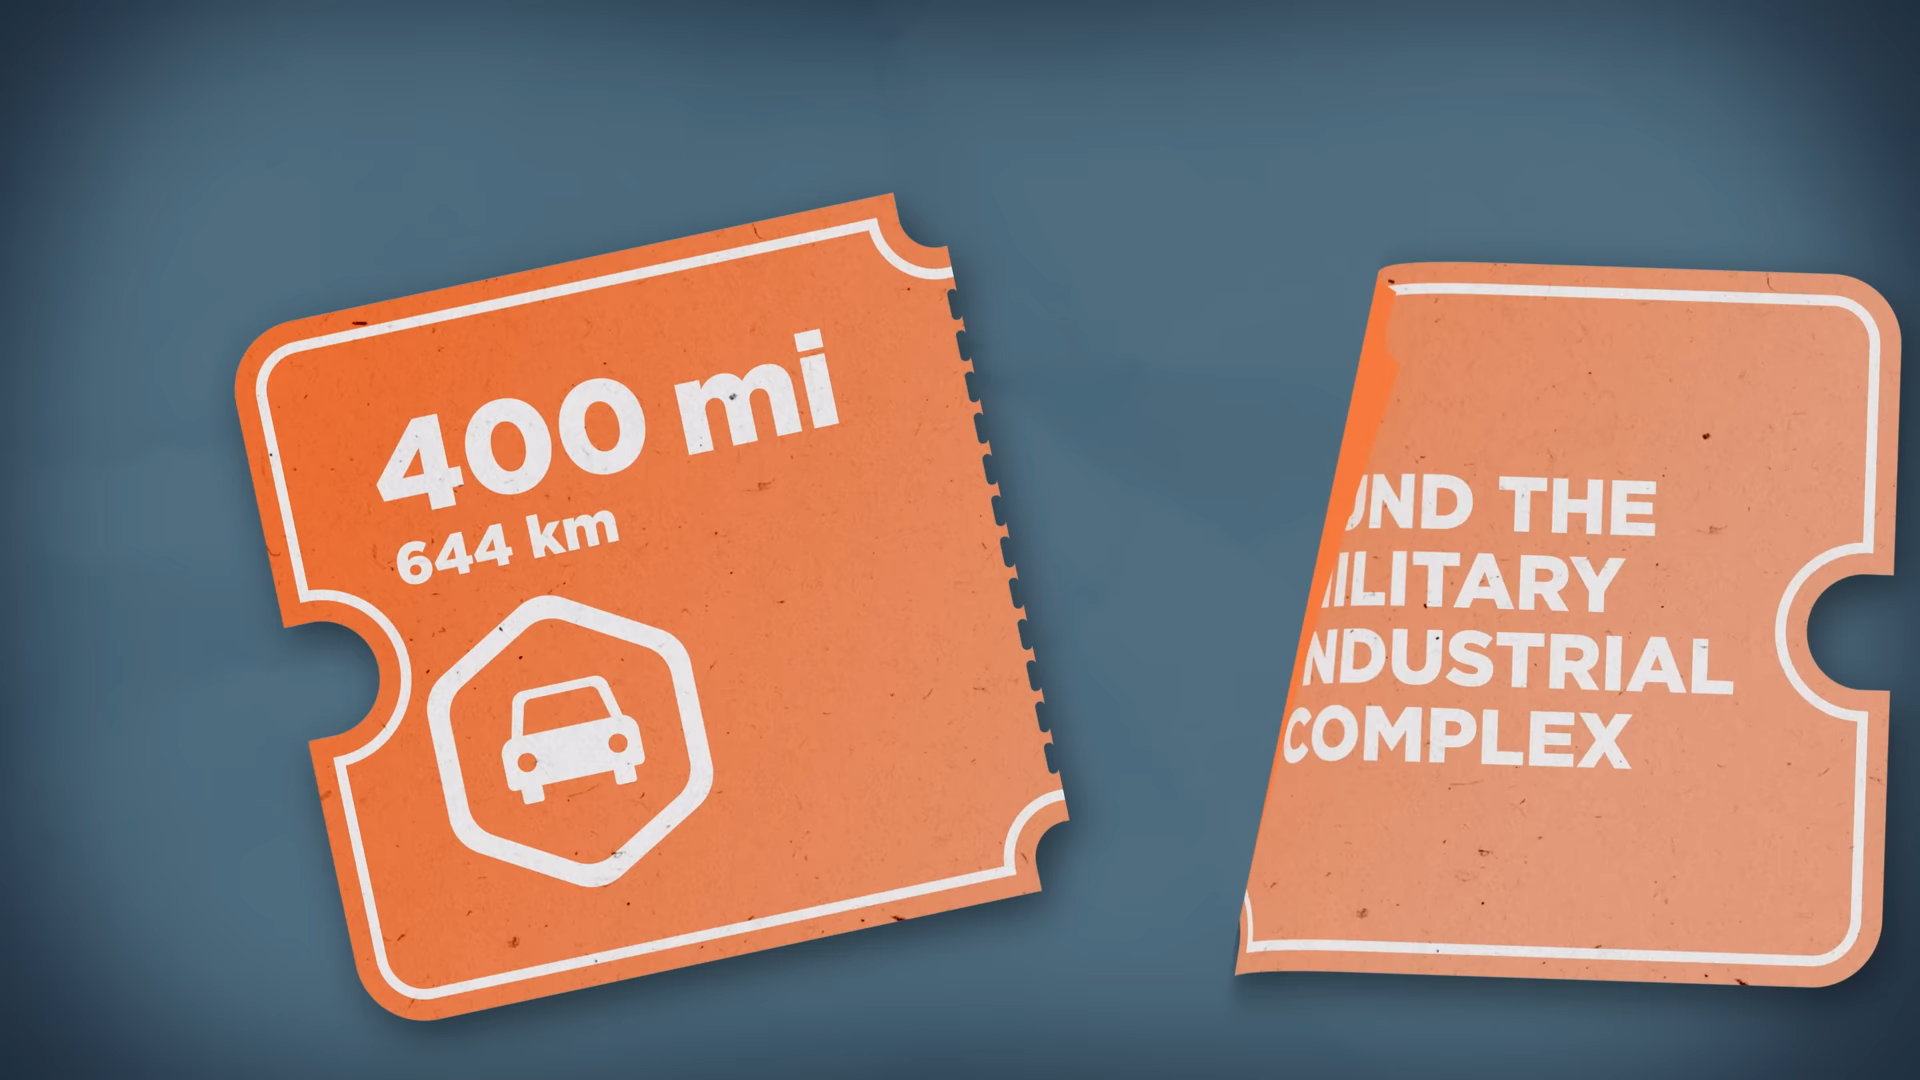 400 mi
644 km
UND THE
ILITARY
NDUSTRIAL
COMPLEX